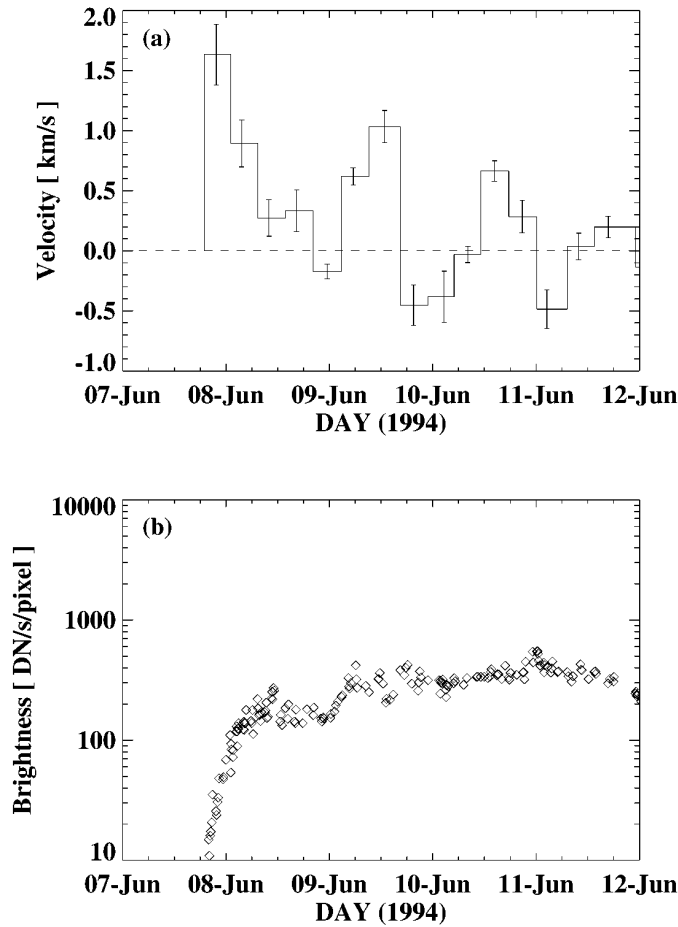 (a)
2.0
1.5
1.0
0.5
0.0
-0.5
-1.0
Velocity [ km/s ]
07-Jun 08-Jun 09-Jun 10-Jun 11-Jun 12-Jun
DAY (1994)
(b)
10000
1000
100
10
Brightness [ DN/s/pixel ]
07-Jun 08-Jun 09-Jun 10-Jun 11-Jun 12-Jun
DAY (1994)